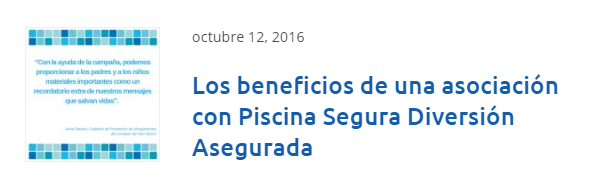 "Con la ayuda de la campaña, podemos
proporcionar a los padres y a los niños
materiales importantes como un
recordatorio extra de nuestros mensajes
que salvan vidas".
octubre 12, 2016
Los beneficios de una asociación
con Piscina Segura Diversión
Asegurada